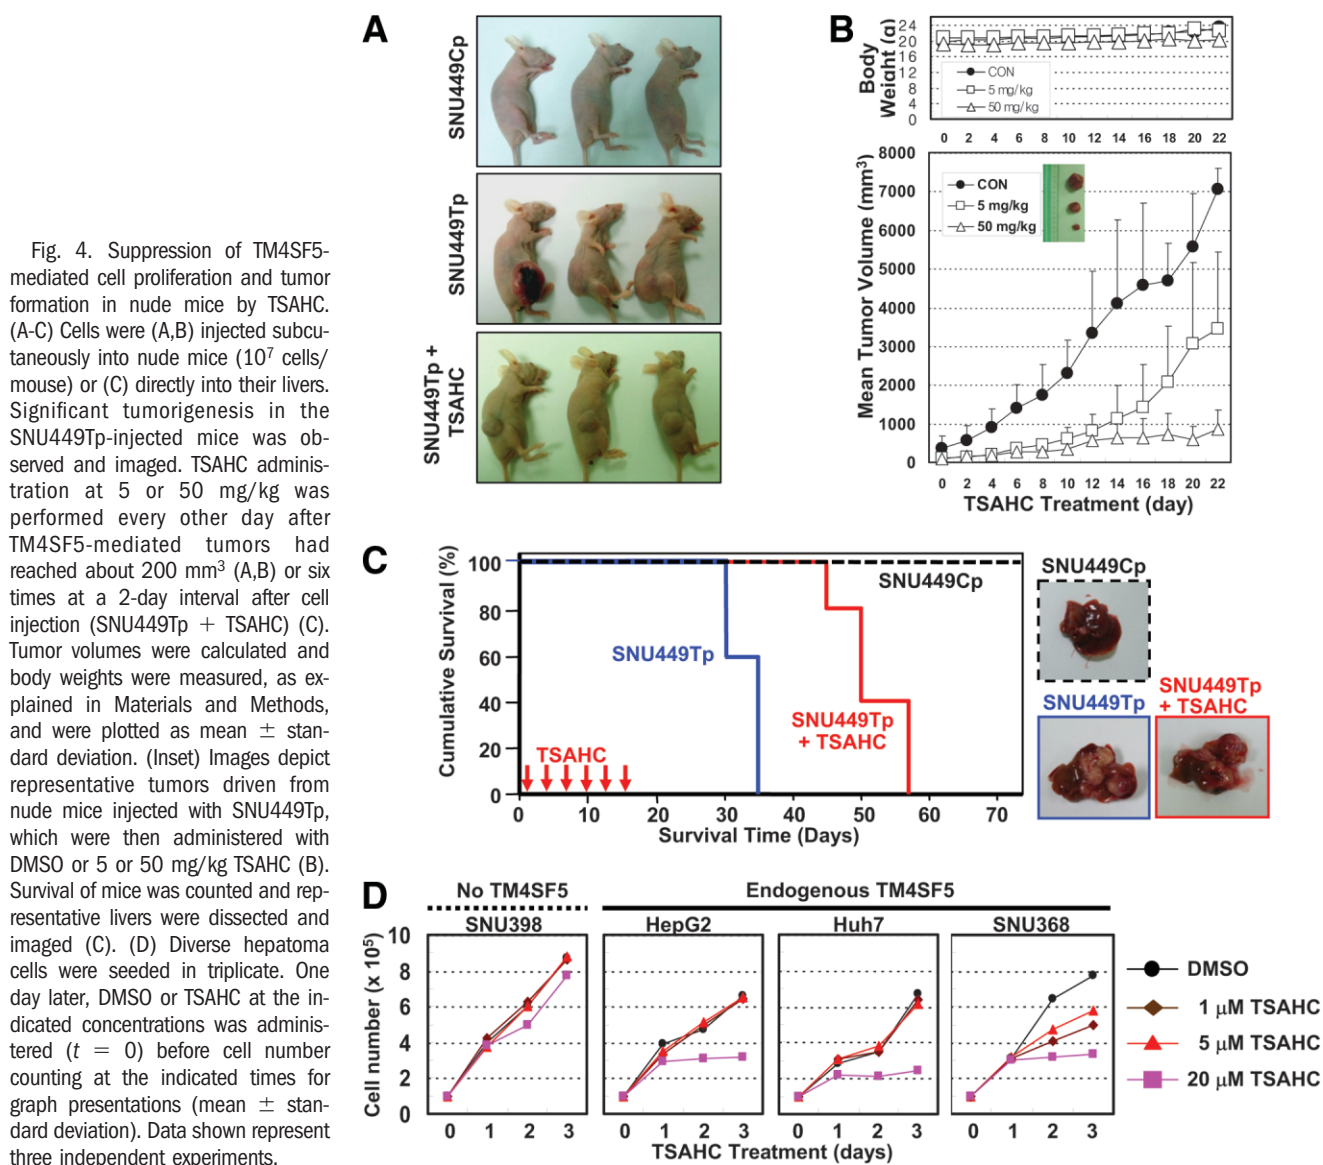 Fig. 4. Suppression of TM4SF5-
mediated cell proliferation and tumor
formation in nude mice by TSAHC.
(A-C) Cells were (A,B) injected subcu-
taneously into nude mice (10⁷ cells/
mouse) or (C) directly into their livers.
Significant tumorigenesis in the
SNU449Tp-injected mice was ob-
served and imaged. TSAHC adminis-
tration at 5 or 50 mg/kg was
performed every other day after
TM4SF5-mediated tumors had
reached about 200 mm³ (A,B) or six
times at a 2-day interval after cell
injection (SNU449Tp + TSAHC) (C).
Tumor volumes were calculated and
body weights were measured, as ex-
plained in Materials and Methods,
and were plotted as mean ± stan-
dard deviation. (Inset) Images depict
representative tumors driven from
nude mice injected with SNU449Tp,
which were then administered with
DMSO or 5 or 50 mg/kg TSAHC (B).
Survival of mice was counted and rep-
resentative livers were dissected and
imaged (C). (D) Diverse hepatoma
cells were seeded in triplicate. One
day later, DMSO or TSAHC at the in-
dicated concentrations was adminis-
tered (t = 0) before cell number
counting at the indicated times for
graph presentations (mean ± stan-
dard deviation). Data shown represent
three independent experiments.
A
SNU449Cp
SNU449Tp
SNU449Tp +
TSAHC
B
Body
Weight (g)
24
20
16
12
8
4
0
CON
5 mg/kg
50 mg/kg
0 2 4 6 8 10 12 14 16 18 20 22
Mean Tumor Volume (mm³)
8000
7000
6000
5000
4000
3000
2000
1000
0
CON
5 mg/kg
50 mg/kg
0 2 4 6 8 10 12 14 16 18 20 22
TSAHC Treatment (day)
C
Cumulative Survival (%)
100
80
60
40
20
0
SNU449Cp
SNU449Tp
SNU449Tp
+ TSAHC
TSAHC
0 10 20 30 40 50 60 70
Survival Time (Days)
SNU449Cp
SNU449Tp
SNU449Tp
+ TSAHC
D
No TM4SF5
Endogenous TM4SF5
SNU398
HepG2
Huh7
SNU368
Cell number (x 10⁵)
10
8
6
4
2
0
0 1 2 3
0 1 2 3
0 1 2 3
0 1 2 3
TSAHC Treatment (days)
DMSO
1 μM TSAHC
5 μM TSAHC
20 μM TSAHC